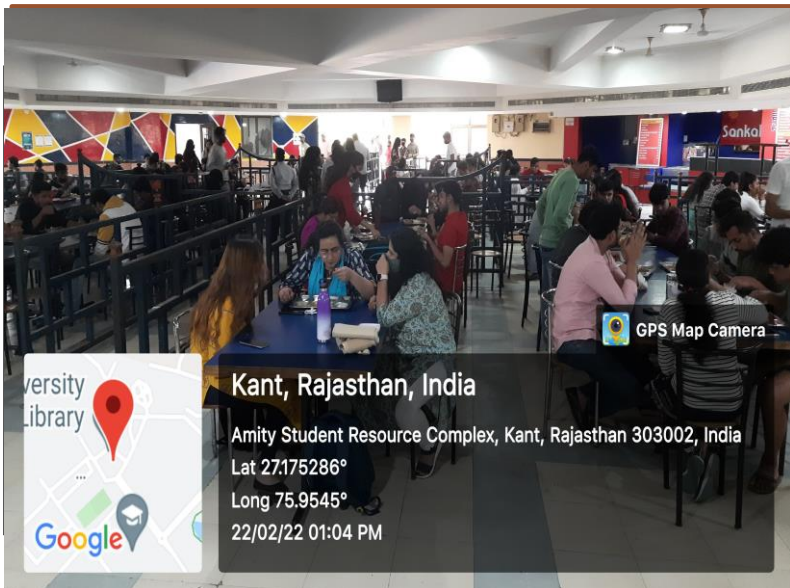 Sankal
GPS Map Camera
versity
Library
Google
Kant, Rajasthan, India
Amity Student Resource Complex, Kant, Rajasthan 303002, India
Lat 27.175286°
Long 75.9545°
22/02/22 01:04 PM